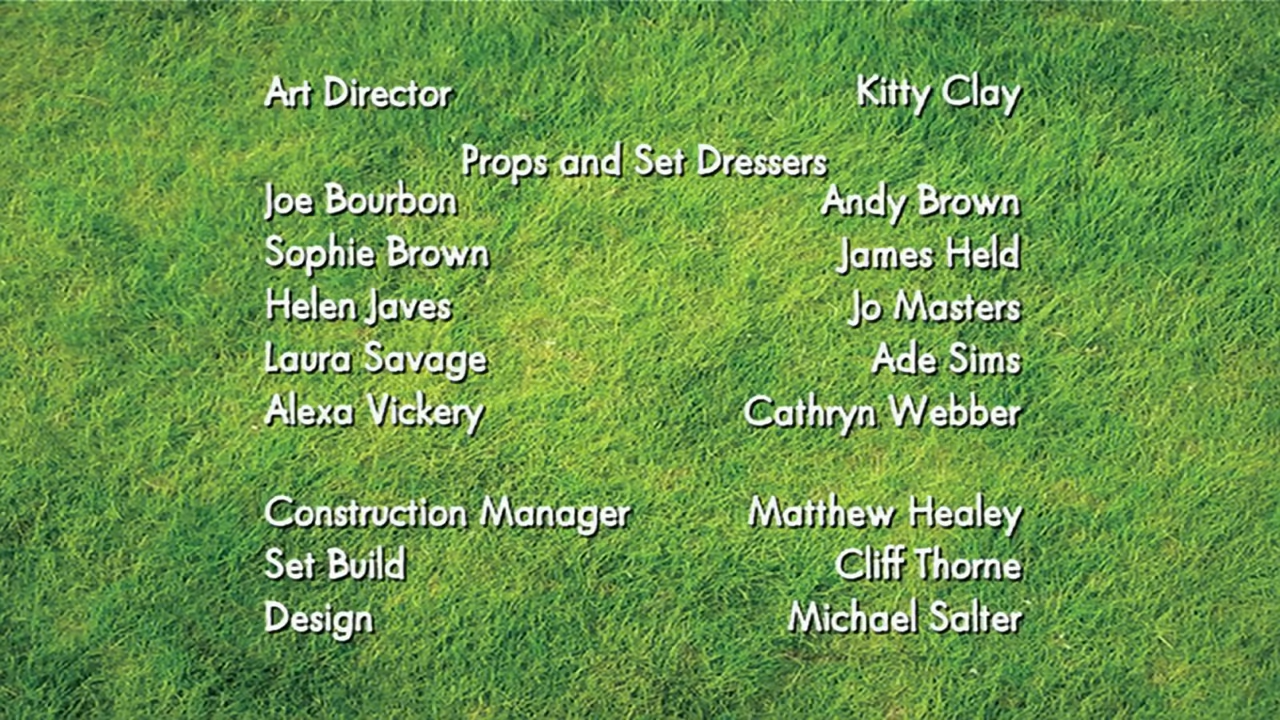 Art Director Kitty Clay
Props and Set Dressers
Joe Bourbon Andy Brown
Sophie Brown James Held
Helen Javes Jo Masters
Laura Savage Ade Sims
Alexa Vickery Cathryn Webber
Construction Manager Matthew Healey
Set Build Cliff Thorne
Design Michael Salter